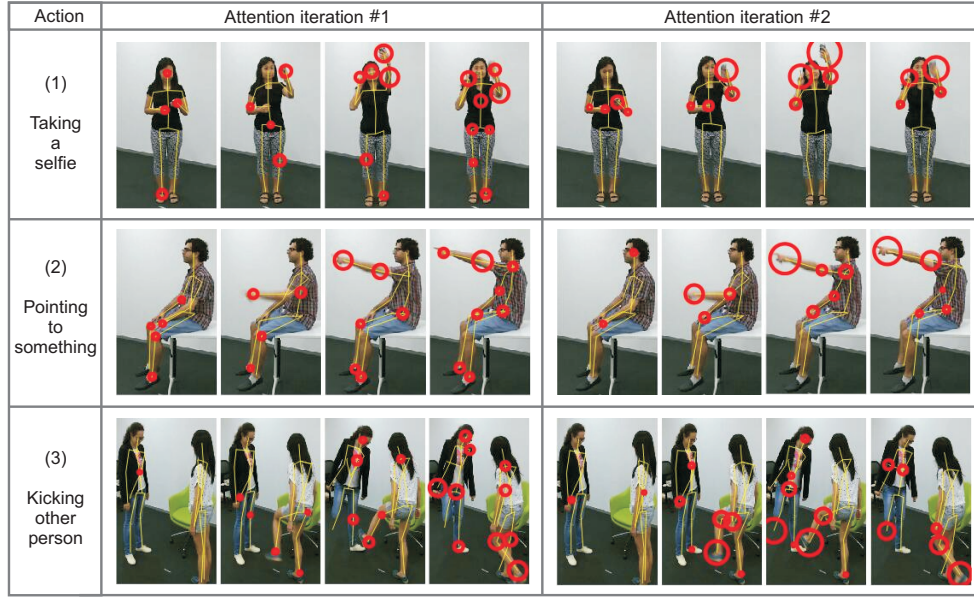 Action
Attention iteration #1
Attention iteration #2
(1)
Taking
a
selfie
(2)
Pointing
to
something
(3)
Kicking
other
person